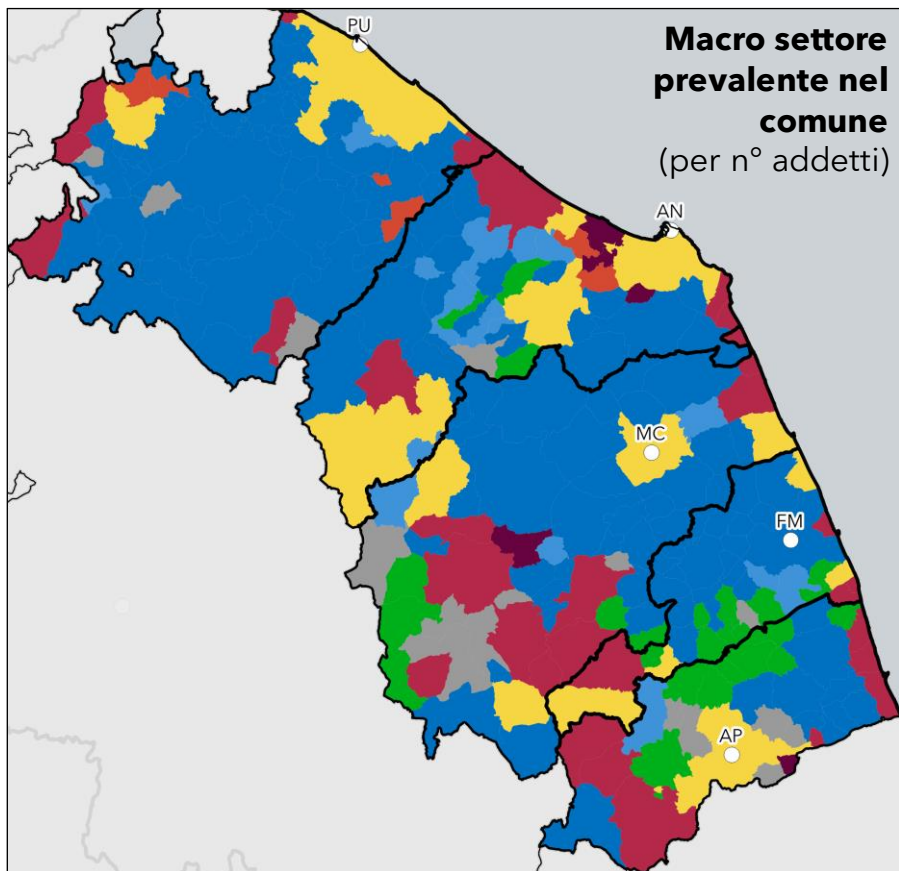 PU
Macro settore
prevalente nel
comune
(per n° addetti)
AN
MC
FM
AP